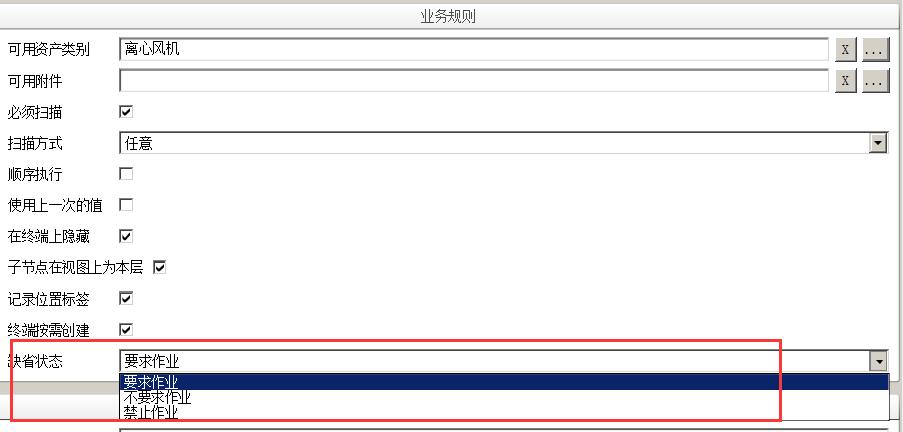 业务规则
可用资产类别 离心风机 X ...
可用附件 X ...
必须扫描
扫描方式 任意
顺序执行
使用上一次的值
在终端上隐藏
子节点在视图上为本层
记录位置标签
终端按需创建
缺省状态 要求作业
要求作业
不要求作业
禁止作业